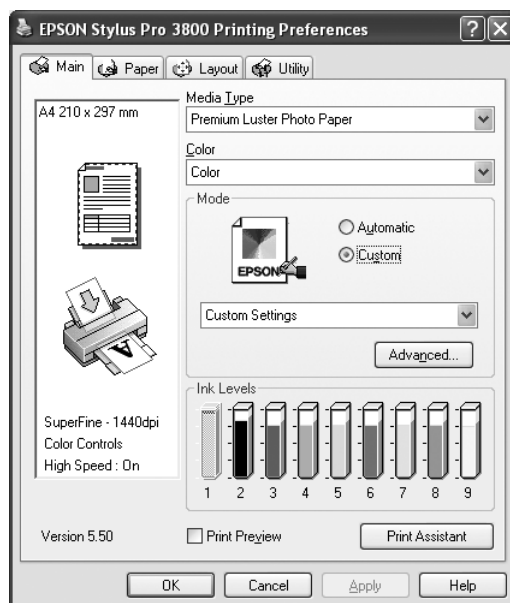 EPSON Stylus Pro 3800 Printing Preferences
Main Paper Layout Utility
A4 210 x 297 mm
Media Type
Premium Luster Photo Paper
Color
Color
Mode
EPSON
Automatic
Custom
Custom Settings
Advanced...
SuperFine - 1440dpi
Color Controls
High Speed : On
Ink Levels
1 2 3 4 5 6 7 8 9
Version 5.50
Print Preview
Print Assistant
OK Cancel Apply Help